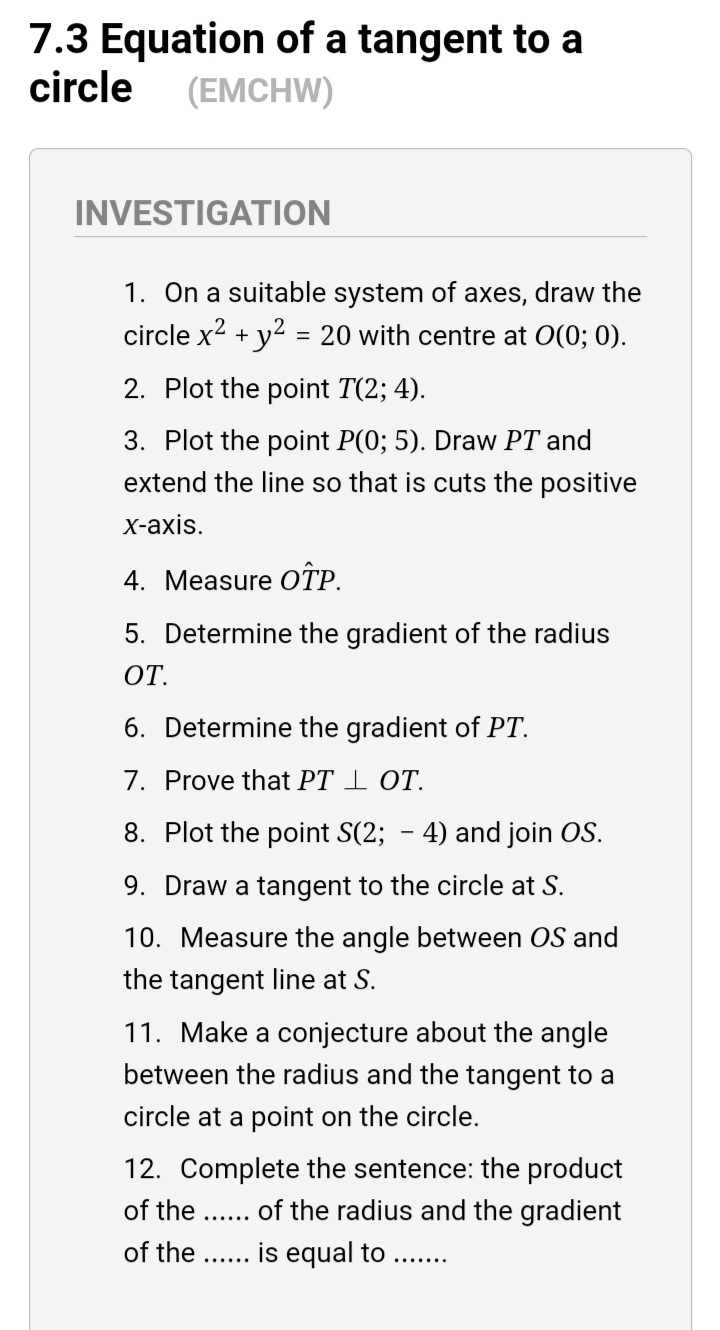 7.3 Equation of a tangent to a
circle (EMCHW)
INVESTIGATION
1. On a suitable system of axes, draw the
circle x² + y² = 20 with centre at O(0; 0).
2. Plot the point T(2; 4).
3. Plot the point P(0; 5). Draw PT and
extend the line so that is cuts the positive
x-axis.
4. Measure OT̂P.
5. Determine the gradient of the radius
OT.
6. Determine the gradient of PT.
7. Prove that PT ⊥ OT.
8. Plot the point S(2; − 4) and join OS.
9. Draw a tangent to the circle at S.
10. Measure the angle between OS and
the tangent line at S.
11. Make a conjecture about the angle
between the radius and the tangent to a
circle at a point on the circle.
12. Complete the sentence: the product
of the ...... of the radius and the gradient
of the ...... is equal to .......